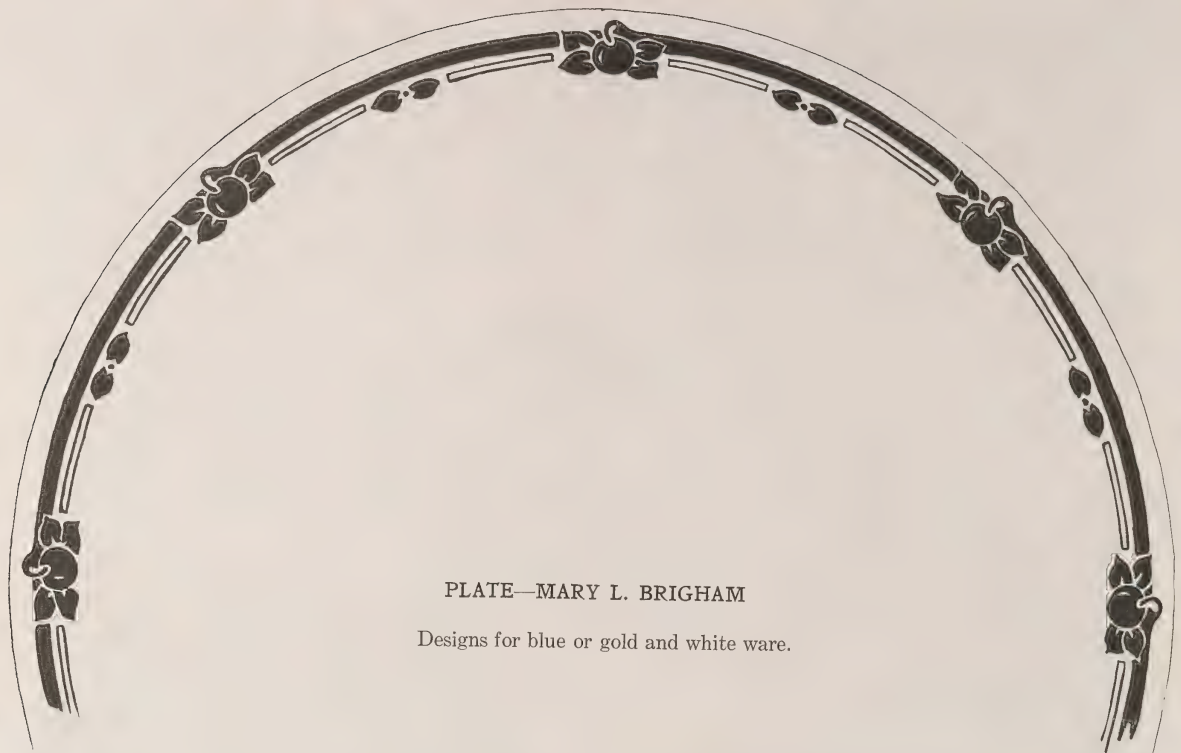 PLATE—MARY L. BRIGHAM
Designs for blue or gold and white ware.